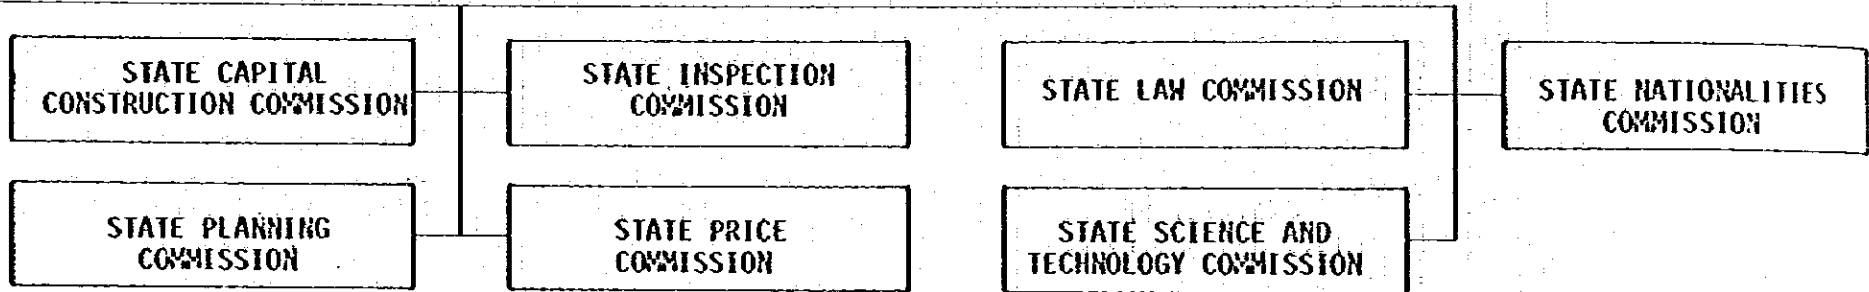 STATE CAPITAL
CONSTRUCTION COMMISSION
STATE INSPECTION
COMMISSION
STATE LAW COMMISSION
STATE NATIONALITIES
COMMISSION
STATE PLANNING
COMMISSION
STATE PRICE
COMMISSION
STATE SCIENCE AND
TECHNOLOGY COMMISSION